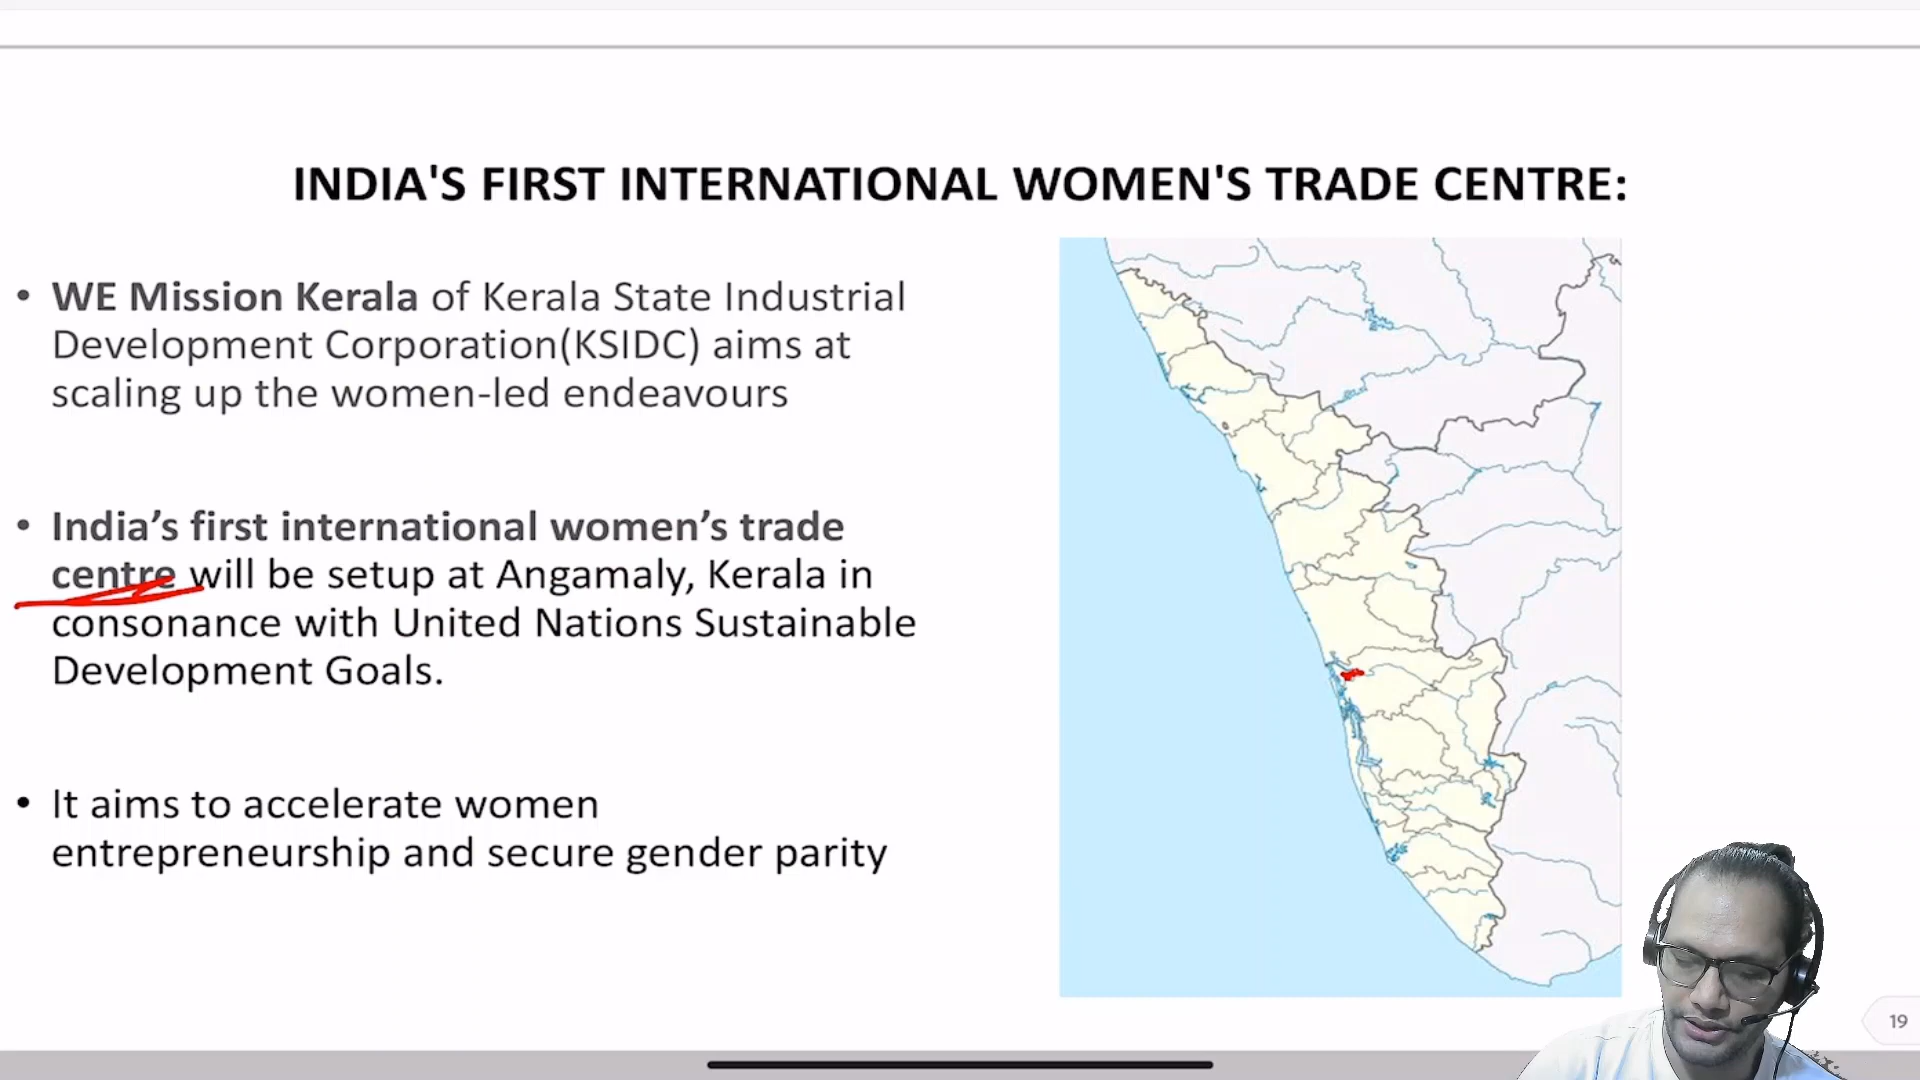 INDIA'S FIRST INTERNATIONAL WOMEN'S TRADE CENTRE:
• WE Mission Kerala of Kerala State Industrial
Development Corporation(KSIDC) aims at
scaling up the women-led endeavours
• India’s first international women’s trade
centre will be setup at Angamaly, Kerala in
consonance with United Nations Sustainable
Development Goals.
• It aims to accelerate women
entrepreneurship and secure gender parity
19